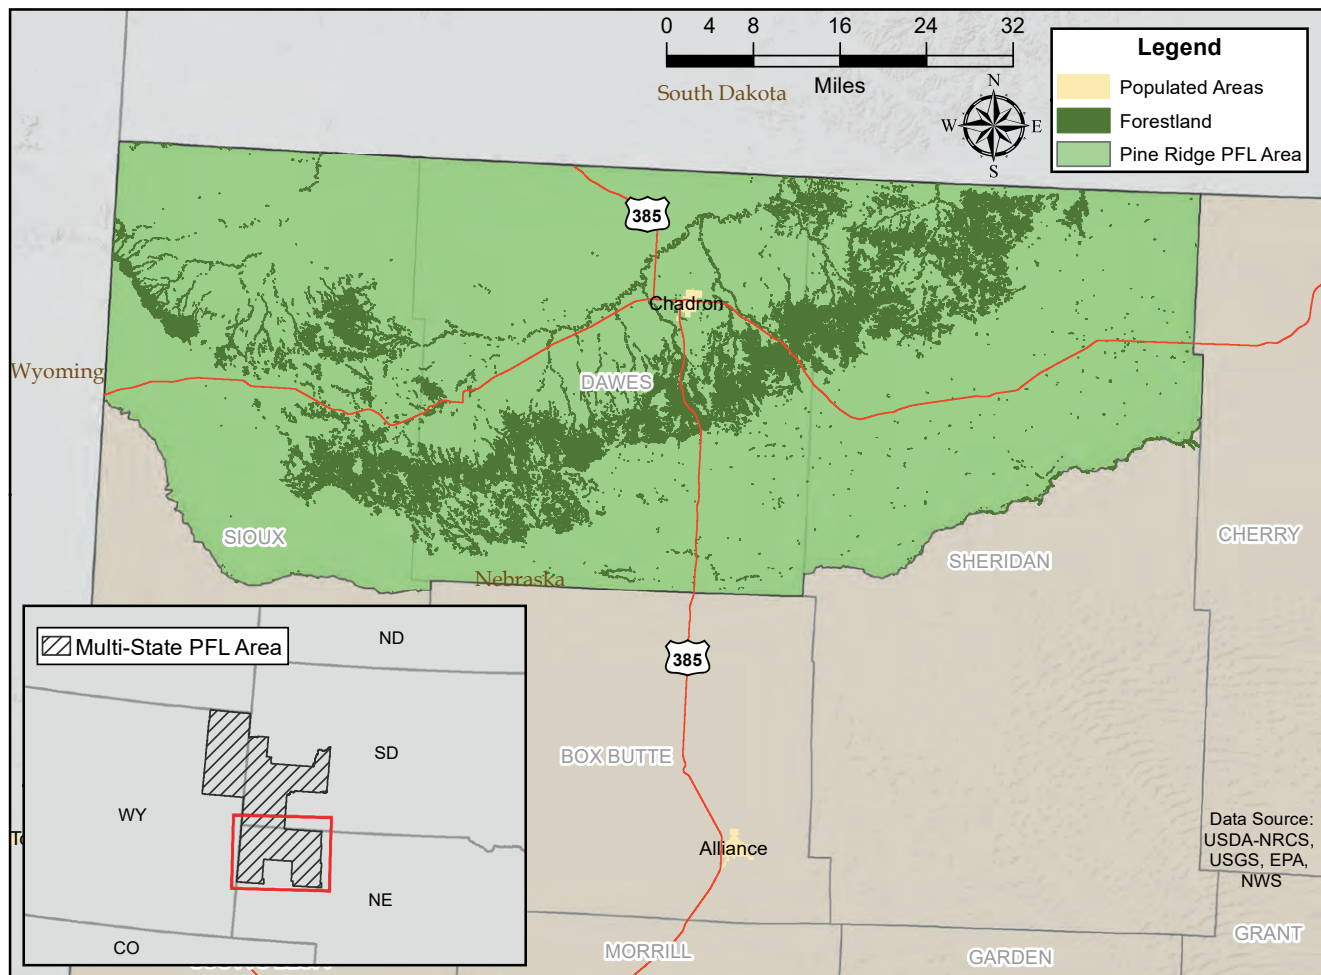 0 4 8 16 24 32
Miles
South Dakota
N
W E
S
Legend
Populated Areas
Forestland
Pine Ridge PFL Area
385
Chadron
Wyoming
DAWES
SIOUX
Nebraska
SHERIDAN
CHERRY
385
BOX BUTTE
Alliance
MORRILL
GARDEN
GRANT
Data Source:
USDA-NRCS,
USGS, EPA,
NWS
Multi-State PFL Area
ND
SD
WY
NE
CO